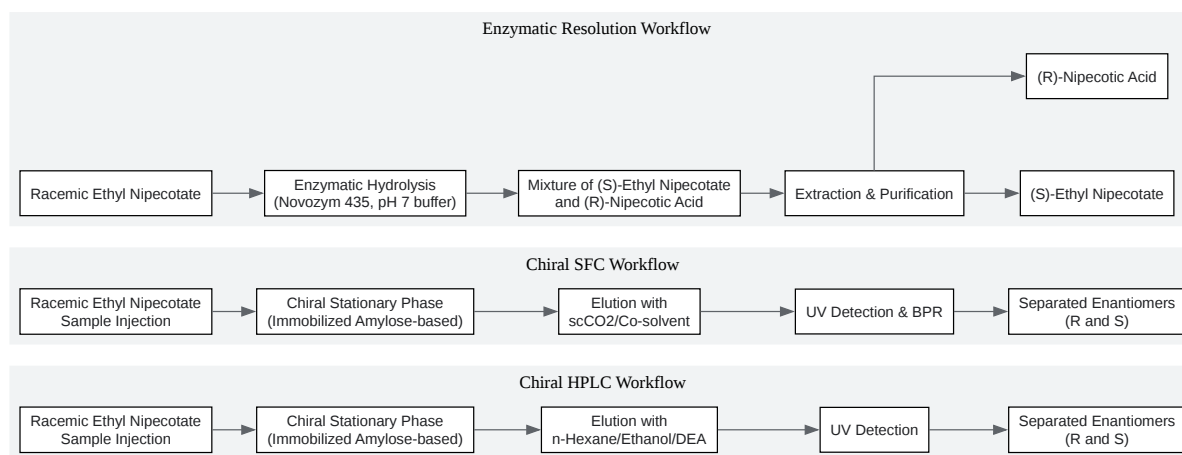 Enzymatic Resolution Workflow
(R)-Nipecotic Acid
Racemic Ethyl Nipecotate
Enzymatic Hydrolysis
(Novozym 435, pH 7 buffer)
Mixture of (S)-Ethyl Nipecotate
and (R)-Nipecotic Acid
Extraction & Purification
(S)-Ethyl Nipecotate
Chiral SFC Workflow
Racemic Ethyl Nipecotate
Sample Injection
Chiral Stationary Phase
(Immobilized Amylose-based)
Elution with
scCO2/Co-solvent
UV Detection & BPR
Separated Enantiomers
(R and S)
Chiral HPLC Workflow
Racemic Ethyl Nipecotate
Sample Injection
Chiral Stationary Phase
(Immobilized Amylose-based)
Elution with
n-Hexane/Ethanol/DEA
UV Detection
Separated Enantiomers
(R and S)